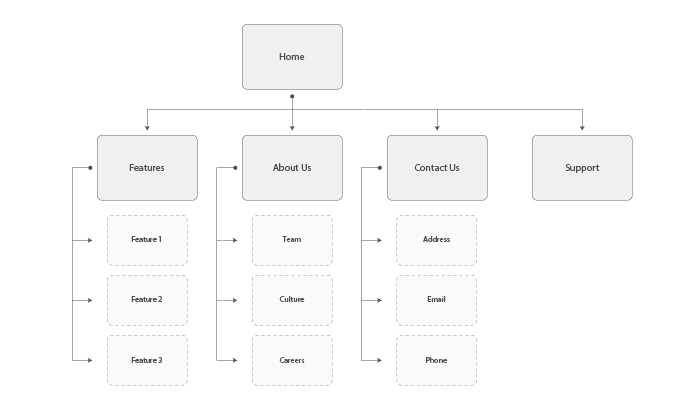 Home
Features
About Us
Contact Us
Support
Feature 1
Team
Address
Feature 2
Culture
Email
Feature 3
Careers
Phone